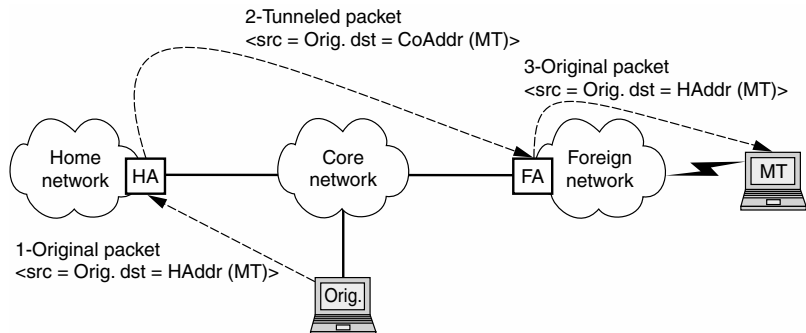 2-Tunneled packet
<src = Orig. dst = CoAddr (MT)>
3-Original packet
<src = Orig. dst = HAddr (MT)>
Home
network
HA
Core
network
FA
Foreign
network
MT
1-Original packet
<src = Orig. dst = HAddr (MT)>
Orig.